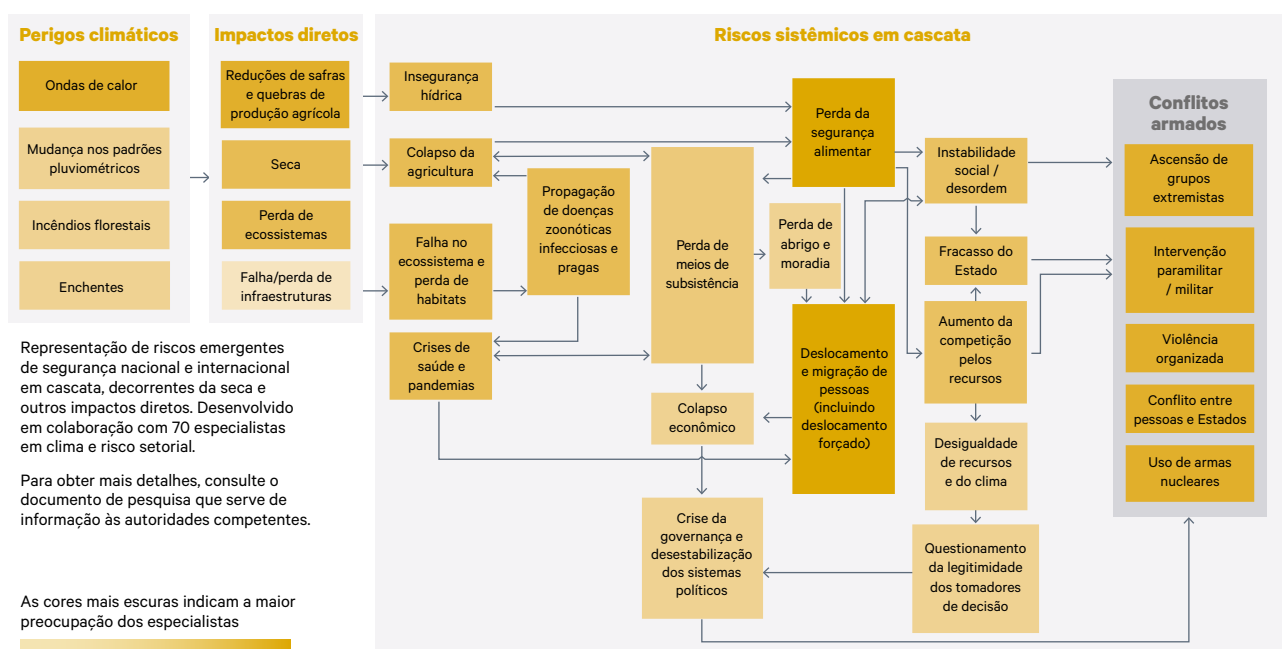 Perigos climáticos
Ondas de calor
Mudança nos padrões
pluviométricos
Incêndios florestais
Enchentes
Impactos diretos
Reduções de safras
e quebras de
produção agrícola
Seca
Perda de
ecossistemas
Falha/perda de
infraestruturas
Riscos sistêmicos em cascata
Insegurança
hídrica
Colapso da
agricultura
Falha no
ecossistema e
perda de
habitats
Crises de
saúde e
pandemias
Propagação
de doenças
zoonóticas
infecciosas e
pragas
Perda de
meios de
subsistência
Colapso
econômico
Crise da
governança e
desestabilização
dos sistemas
políticos
Perda da
segurança
alimentar
Perda de
abrigo e
moradia
Deslocamento
e migração de
pessoas
(incluindo
deslocamento
forçado)
Instabilidade
social /
desordem
Fracasso do
Estado
Aumento da
competição
pelos
recursos
Desigualdade
de recursos
e do clima
Questionamento
da legitimidade
dos tomadores
de decisão
Conflitos
armados
Ascensão de
grupos
extremistas
Intervenção
paramilitar
/ militar
Violência
organizada
Conflito entre
pessoas e Estados
Uso de armas
nucleares
Representação de riscos emergentes
de segurança nacional e internacional
em cascata, decorrentes da seca e
outros impactos diretos. Desenvolvido
em colaboração com 70 especialistas
em clima e risco setorial.
Para obter mais detalhes, consulte o
documento de pesquisa que serve de
informação às autoridades competentes.
As cores mais escuras indicam a maior
preocupação dos especialistas